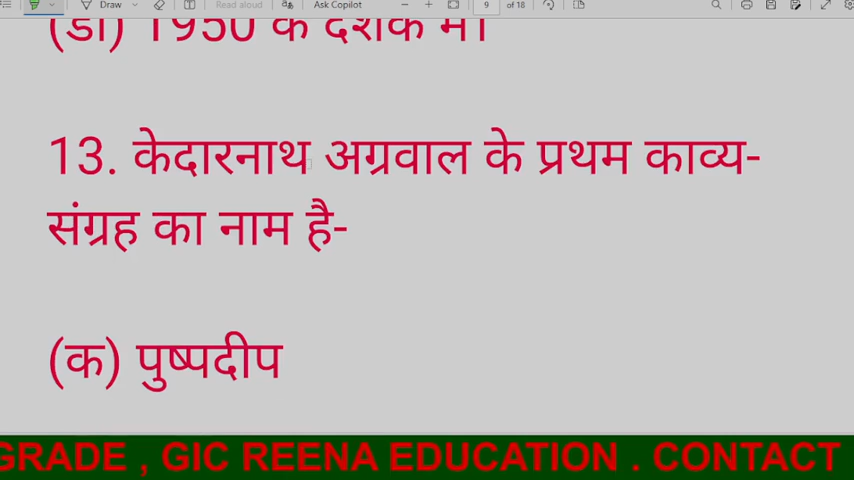 Draw
Read aloud
Ask Copilot
9 of 18
(डी) 1950 के दशक में।
13. केदारनाथ अग्रवाल के प्रथम काव्य-
संग्रह का नाम है-
(क) पुष्पदीप
GRADE , GIC REENA EDUCATION . CONTACT